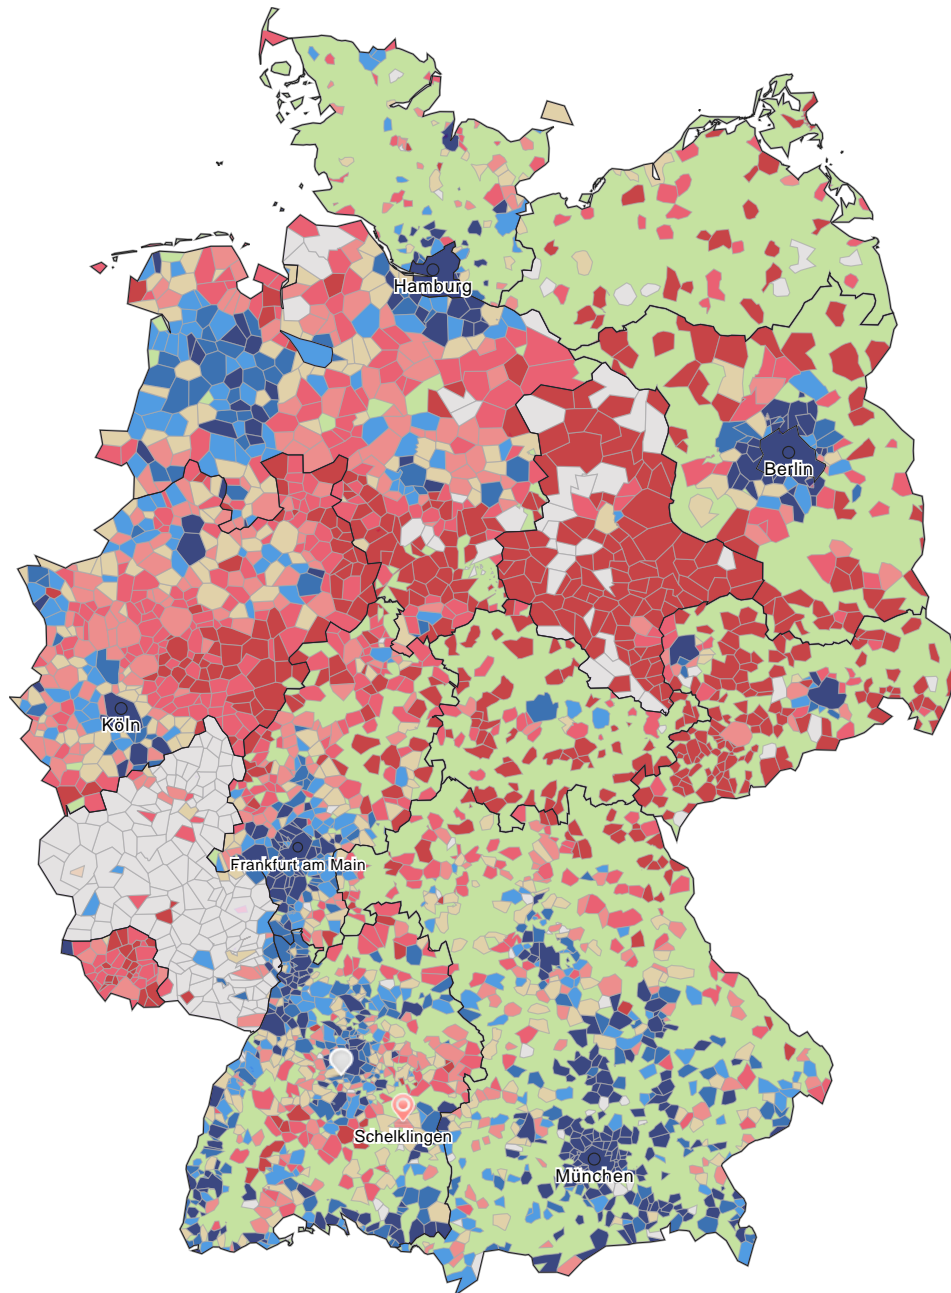 Hamburg
Berlin
Köln
Frankfurt am Main
Schelklingen
München